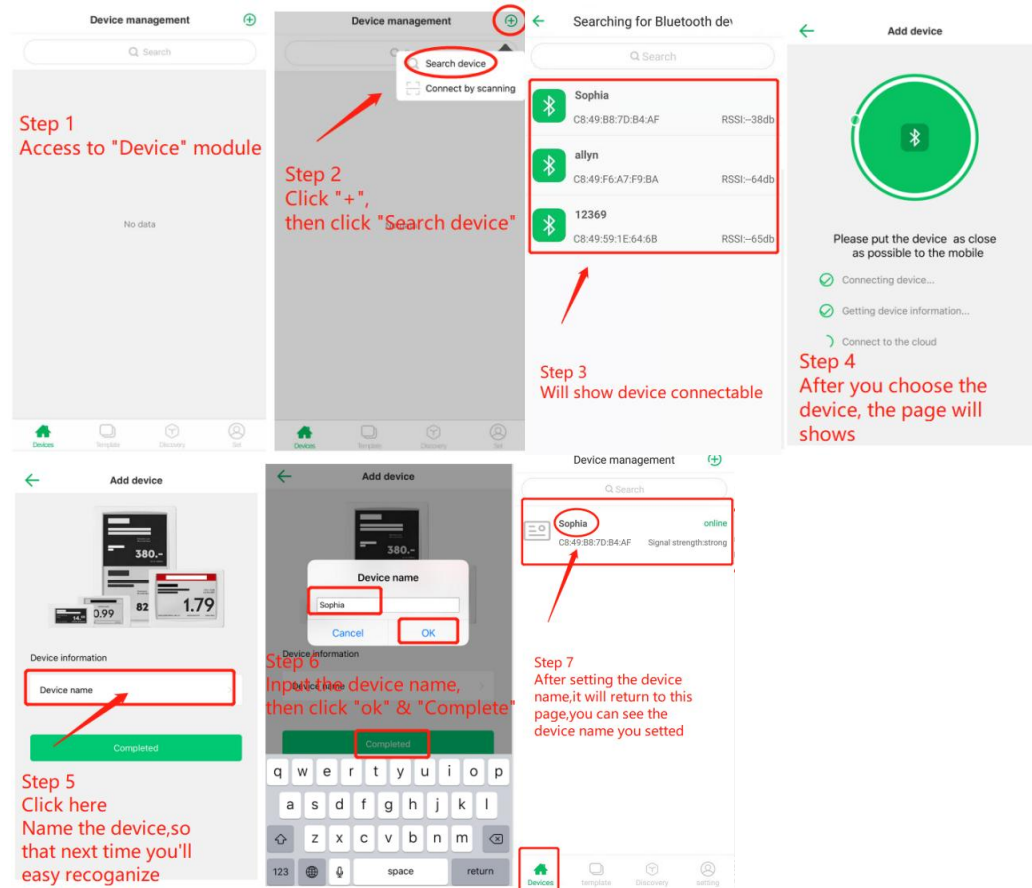 Device management
Search
Step 1
Access to "Device" module
No data
Devices
Template
Discovery
Set
Device management
Search device
Connect by scanning
Step 2
Click "+",
then click "Search device"
Devices
Template
Discovery
Set
Searching for Bluetooth dev
Search
Sophia
C8:49:B8:7D:B4:AF RSSI:--38db
allyn
C8:49:F6:A7:F9:BA RSSI:--64db
12369
C8:49:59:1E:64:6B RSSI:--65db
Step 3
Will show device connectable
Add device
Please put the device as close
as possible to the mobile
Connecting device...
Getting device information...
Connect to the cloud
Step 4
After you choose the
device, the page will
shows
Add device
380.-
82
1.79
0.99
14.-
Device information
Device name
Completed
Step 5
Click here
Name the device,so
that next time you'll
easy recoganize
Add device
380.-
Device name
Sophia
Cancel OK
Device information
Step 6
Device name
Input the device name,
then click "ok" & "Complete"
Completed
q w e r t y u i o p
a s d f g h j k l
z x c v b n m
123 space return
Device management
Search
Sophia online
C8:49:B8:7D:B4:AF Signal strength:strong
Step 7
After setting the device
name,it will return to this
page,you can see the
device name you setted
Devices
template
Discovery
setting